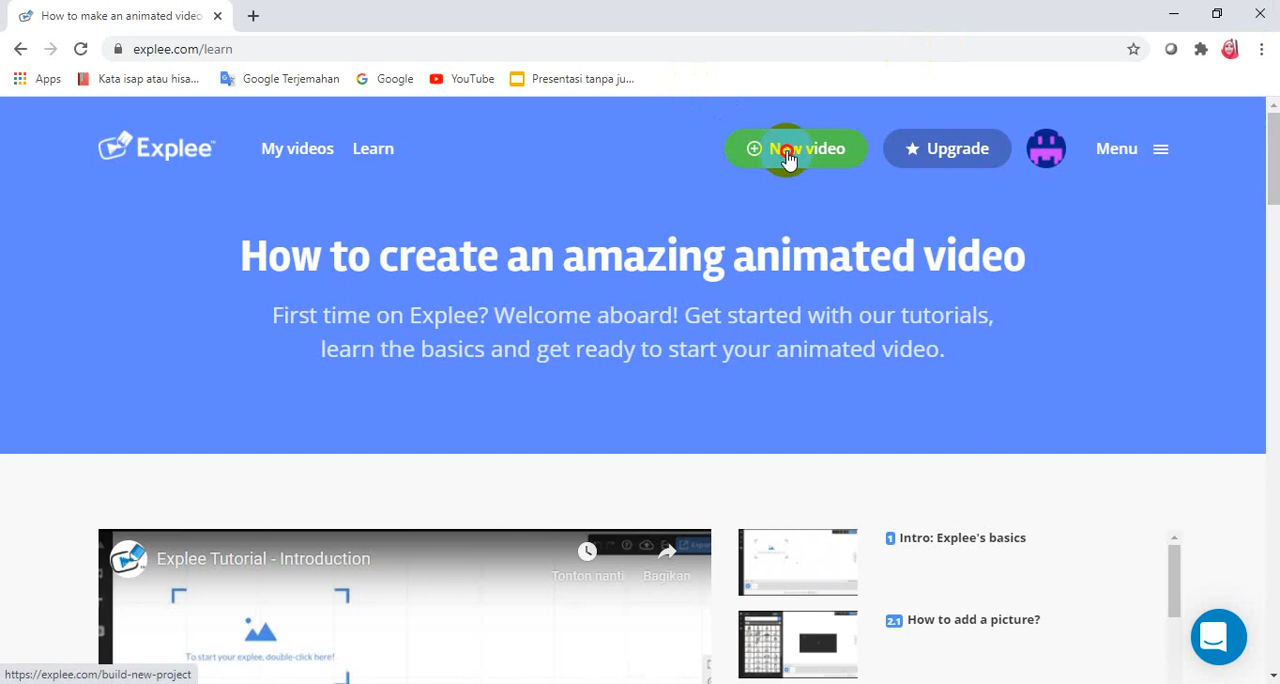 How to make an animated video
explee.com/learn
Apps
Kata isap atau hisa...
Google Terjemahan
Google
YouTube
Presentasi tanpa ju...
Explee™
My videos
Learn
New video
Upgrade
Menu
How to create an amazing animated video
First time on Explee? Welcome aboard! Get started with our tutorials,
learn the basics and get ready to start your animated video.
Explee Tutorial - Introduction
Tonton nanti
Bagikan
To start your explee, double-click here!
1 Intro: Explee's basics
2.1 How to add a picture?
https://explee.com/build-new-project